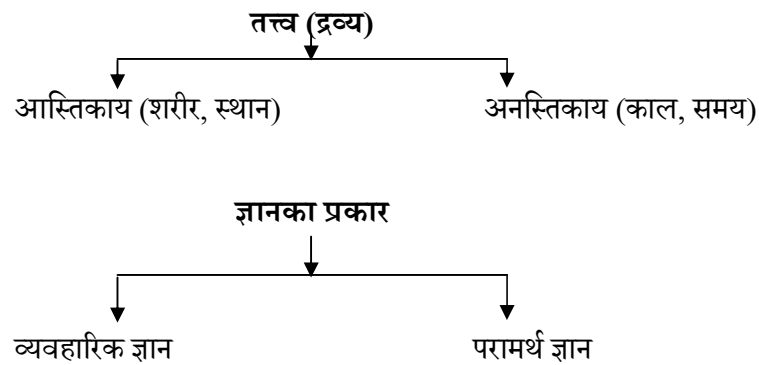 तत्त्व (द्रव्य)
आस्तिकाय (शरीर, स्थान) अनस्तिकाय (काल, समय)
ज्ञानका प्रकार
व्यवहारिक ज्ञान परामर्थ ज्ञान